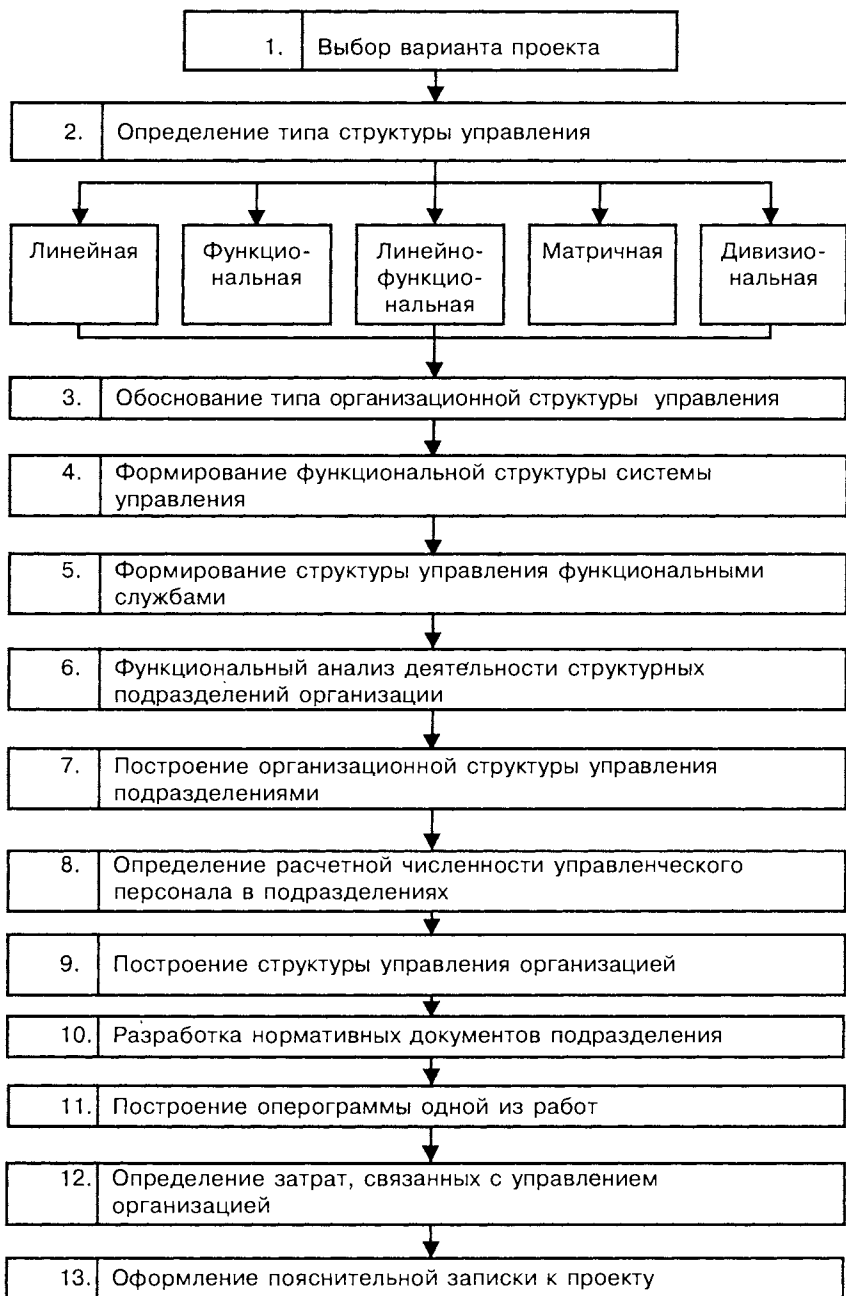 1. Выбор варианта проекта
2. Определение типа структуры управления
Линейная
Функцио-
нальная
Линейно-
функцио-
нальная
Матричная
Дивизио-
нальная
3. Обоснование типа организационной структуры управления
4. Формирование функциональной структуры системы
управления
5. Формирование структуры управления функциональными
службами
6. Функциональный анализ деятельности структурных
подразделений организации
7. Построение организационной структуры управления
подразделениями
8. Определение расчетной численности управленческого
персонала в подразделениях
9. Построение структуры управления организацией
10. Разработка нормативных документов подразделения
11. Построение оперограммы одной из работ
12. Определение затрат, связанных с управлением
организацией
13. Оформление пояснительной записки к проекту